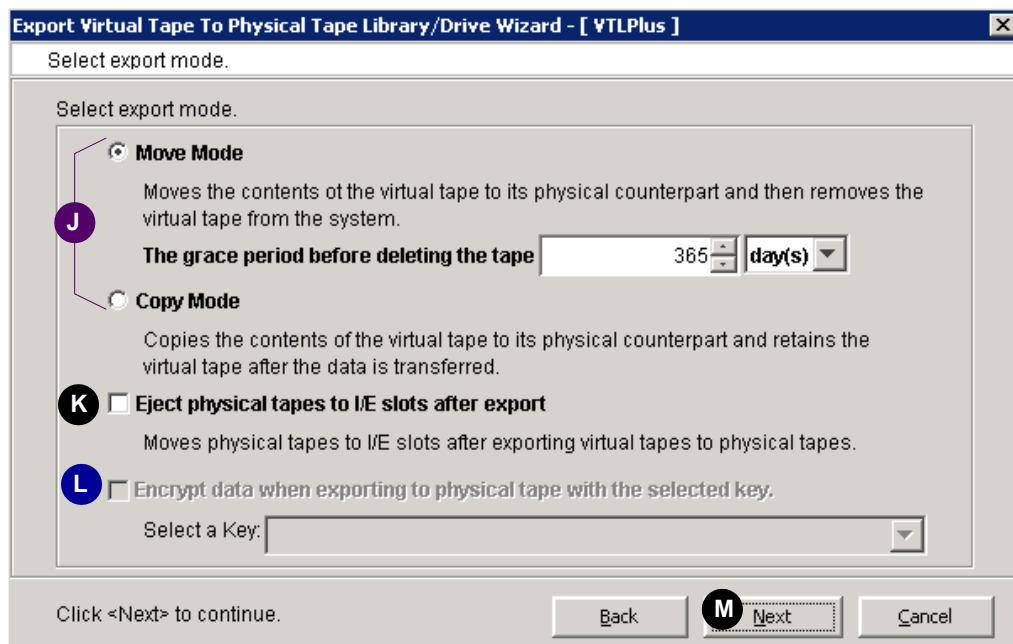 Export Virtual Tape To Physical Tape Library/Drive Wizard - [ VTLPlus ]
Select export mode.
Select export mode.
Move Mode
Moves the contents of the virtual tape to its physical counterpart and then removes the
virtual tape from the system.
J
The grace period before deleting the tape 365 day(s)
Copy Mode
Copies the contents of the virtual tape to its physical counterpart and retains the
virtual tape after the data is transferred.
K Eject physical tapes to I/E slots after export
Moves physical tapes to I/E slots after exporting virtual tapes to physical tapes.
L Encrypt data when exporting to physical tape with the selected key.
Select a Key:
Click <Next> to continue. Back M Next Cancel